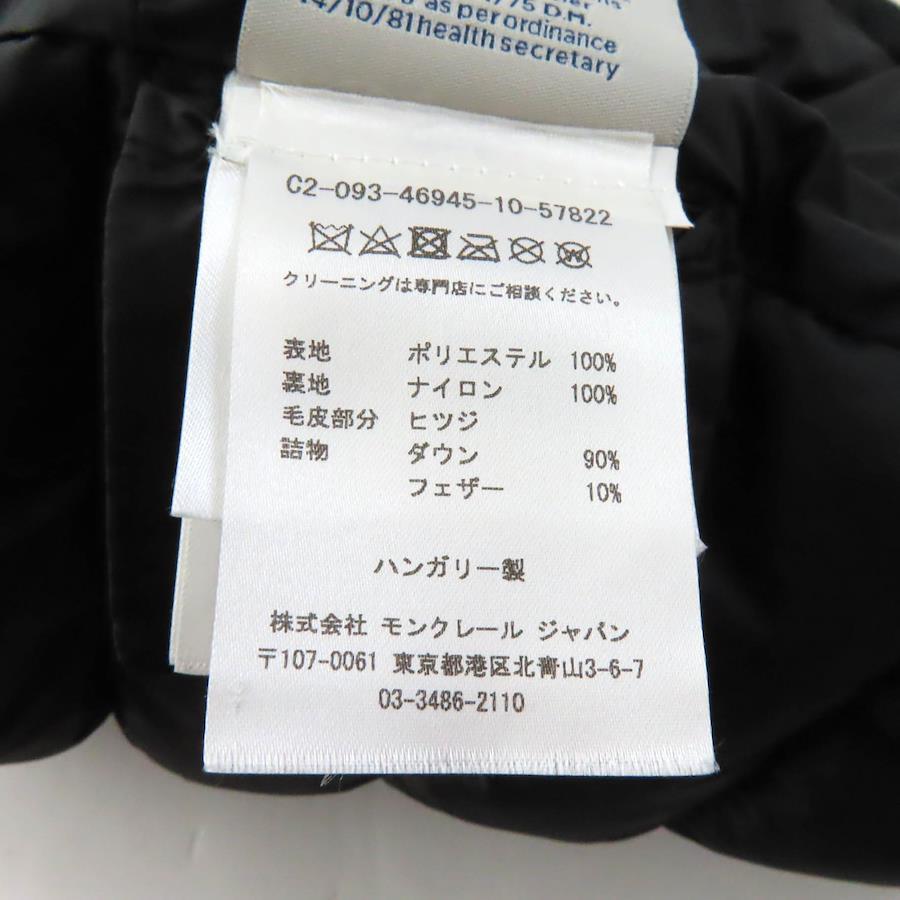 /75 D.M.
as per ordinance
14/10/81 health secretary
C2-093-46945-10-57822
クリーニングは専門店にご相談ください。
表地 ポリエステル 100%
裏地 ナイロン 100%
毛皮部分 ヒツジ
詰物 ダウン 90%
フェザー 10%
ハンガリー製
株式会社 モンクレール ジャパン
〒107-0061 東京都港区北青山3-6-7
03-3486-2110